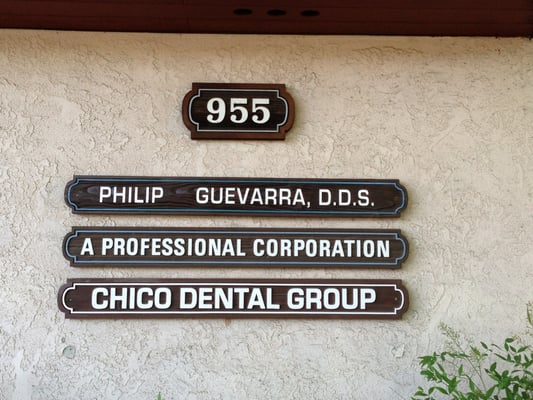 955
PHILIP GUEVARRA, D.D.S.
A PROFESSIONAL CORPORATION
CHICO DENTAL GROUP